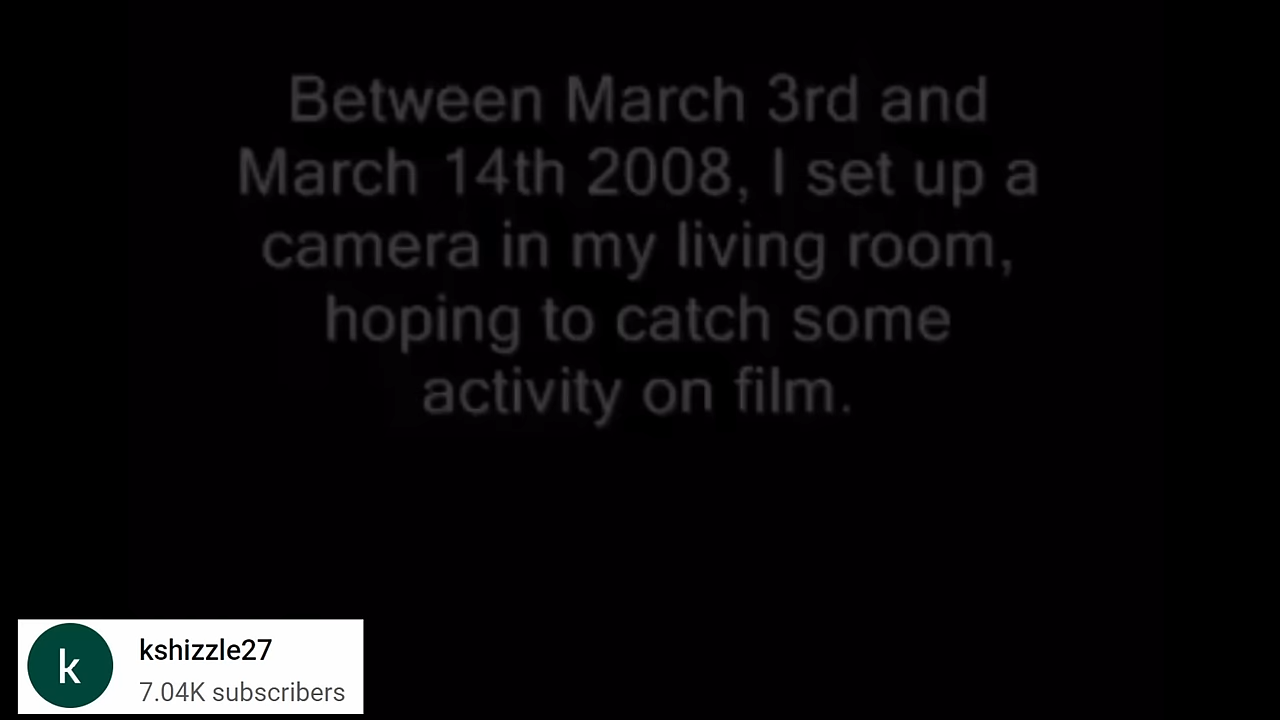 Between March 3rd and
March 14th 2008, I set up a
camera in my living room,
hoping to catch some
activity on film.
k
kshizzle27
7.04K subscribers